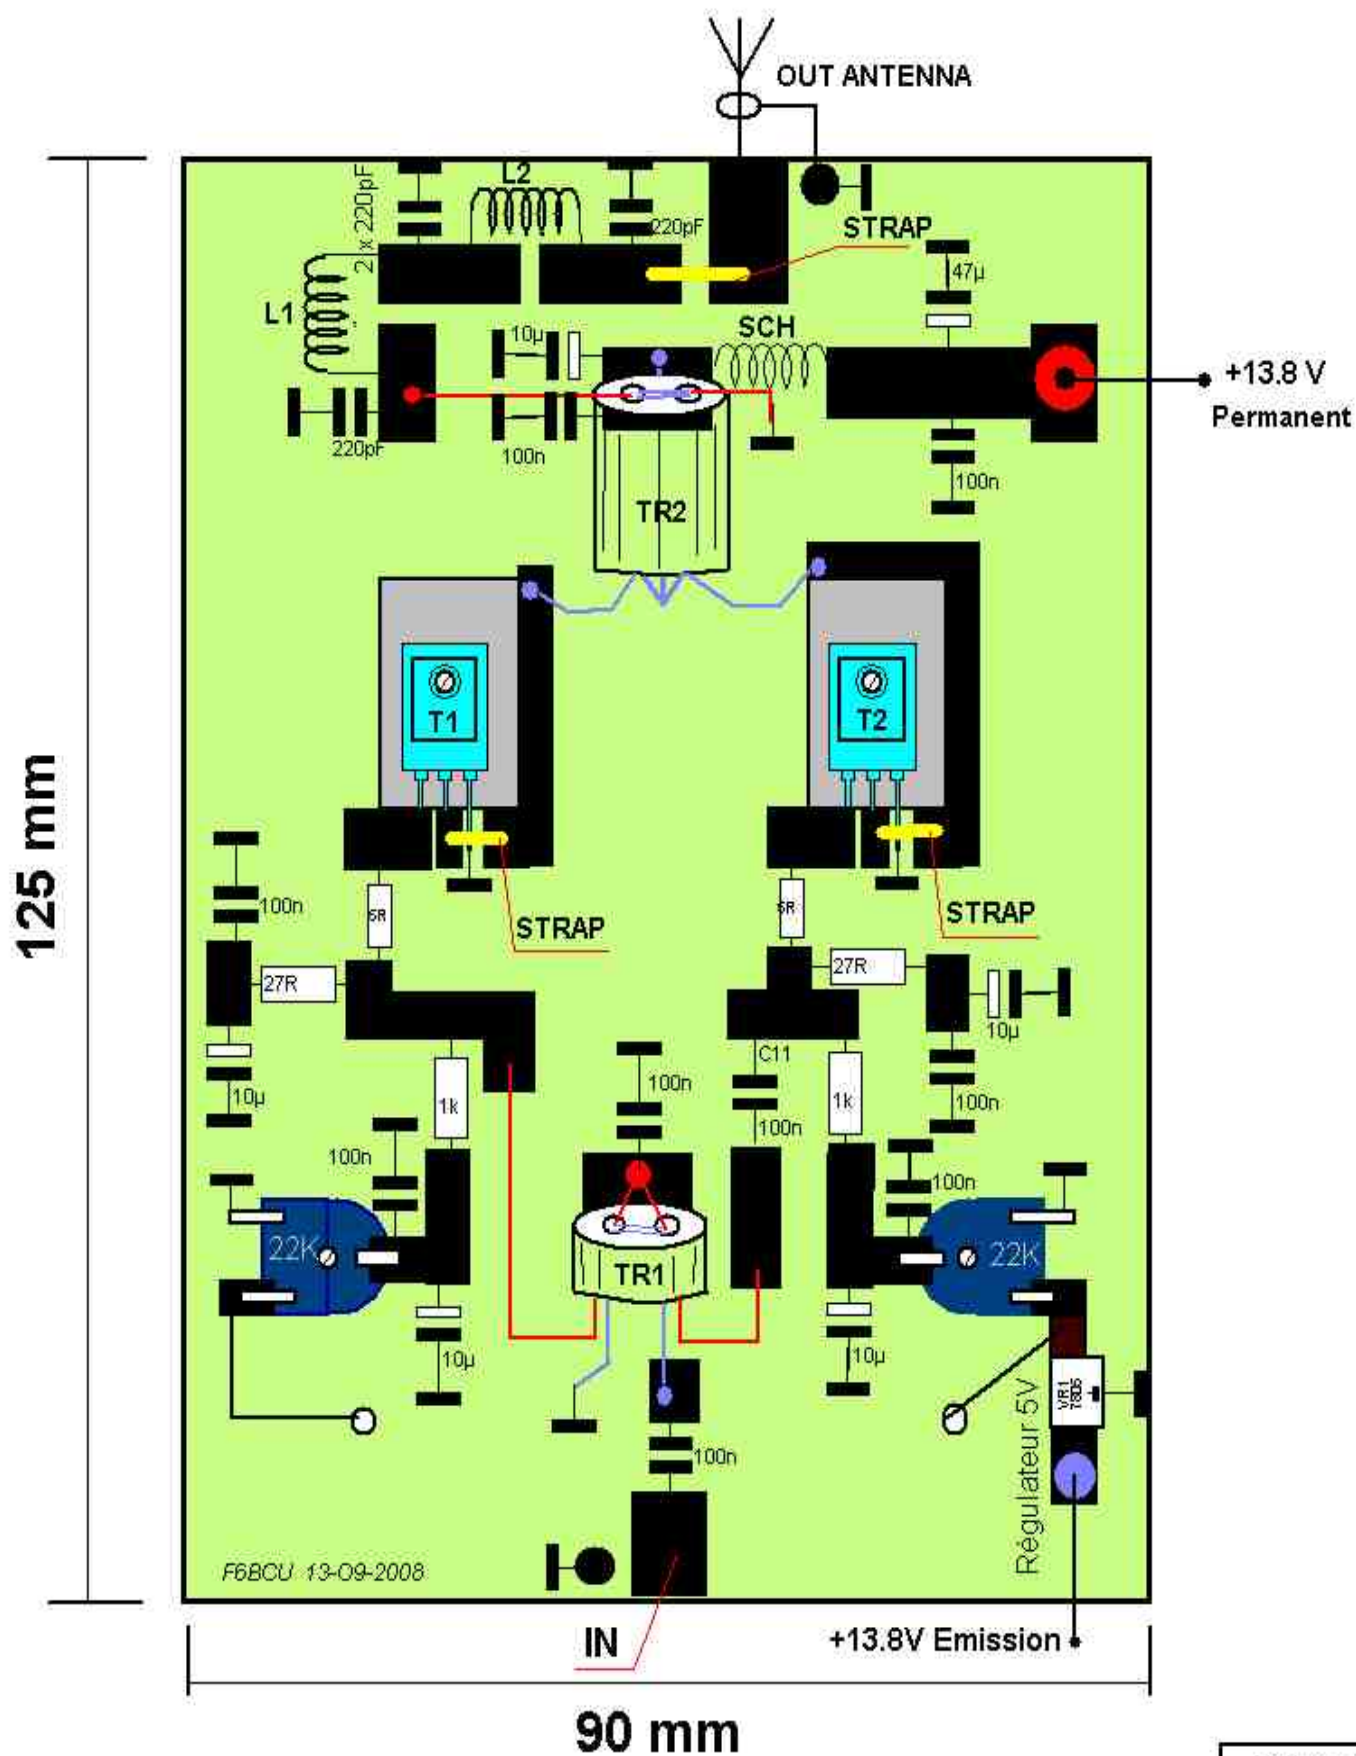 OUT ANTENNA
2 x 220pF
L2
220pF
STRAP
47µ
L1
10µ
SCH
+13.8 V
Permanent
220pF
100n
100n
TR2
T1
T2
125 mm
100n
5R
STRAP
5R
STRAP
27R
27R
10µ
C11
100n
10µ
1k
100n
1k
100n
100n
100n
22K
TR1
22K
10µ
10µ
VR1
7805
Régulateur 5V
100n
F6BCU 13-09-2008
IN
+13.8V Emission
90 mm